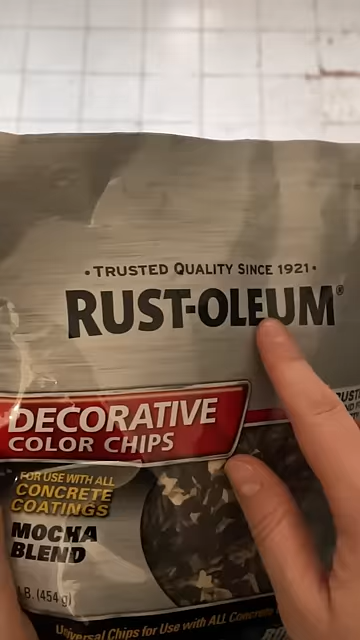 •TRUSTED QUALITY SINCE 1921•
RUST-OLEUM®
DECORATIVE
COLOR CHIPS
FOR USE WITH ALL
CONCRETE
COATINGS
MOCHA
BLEND
LB. (454 g)
Universal Chips for Use with ALL Concrete